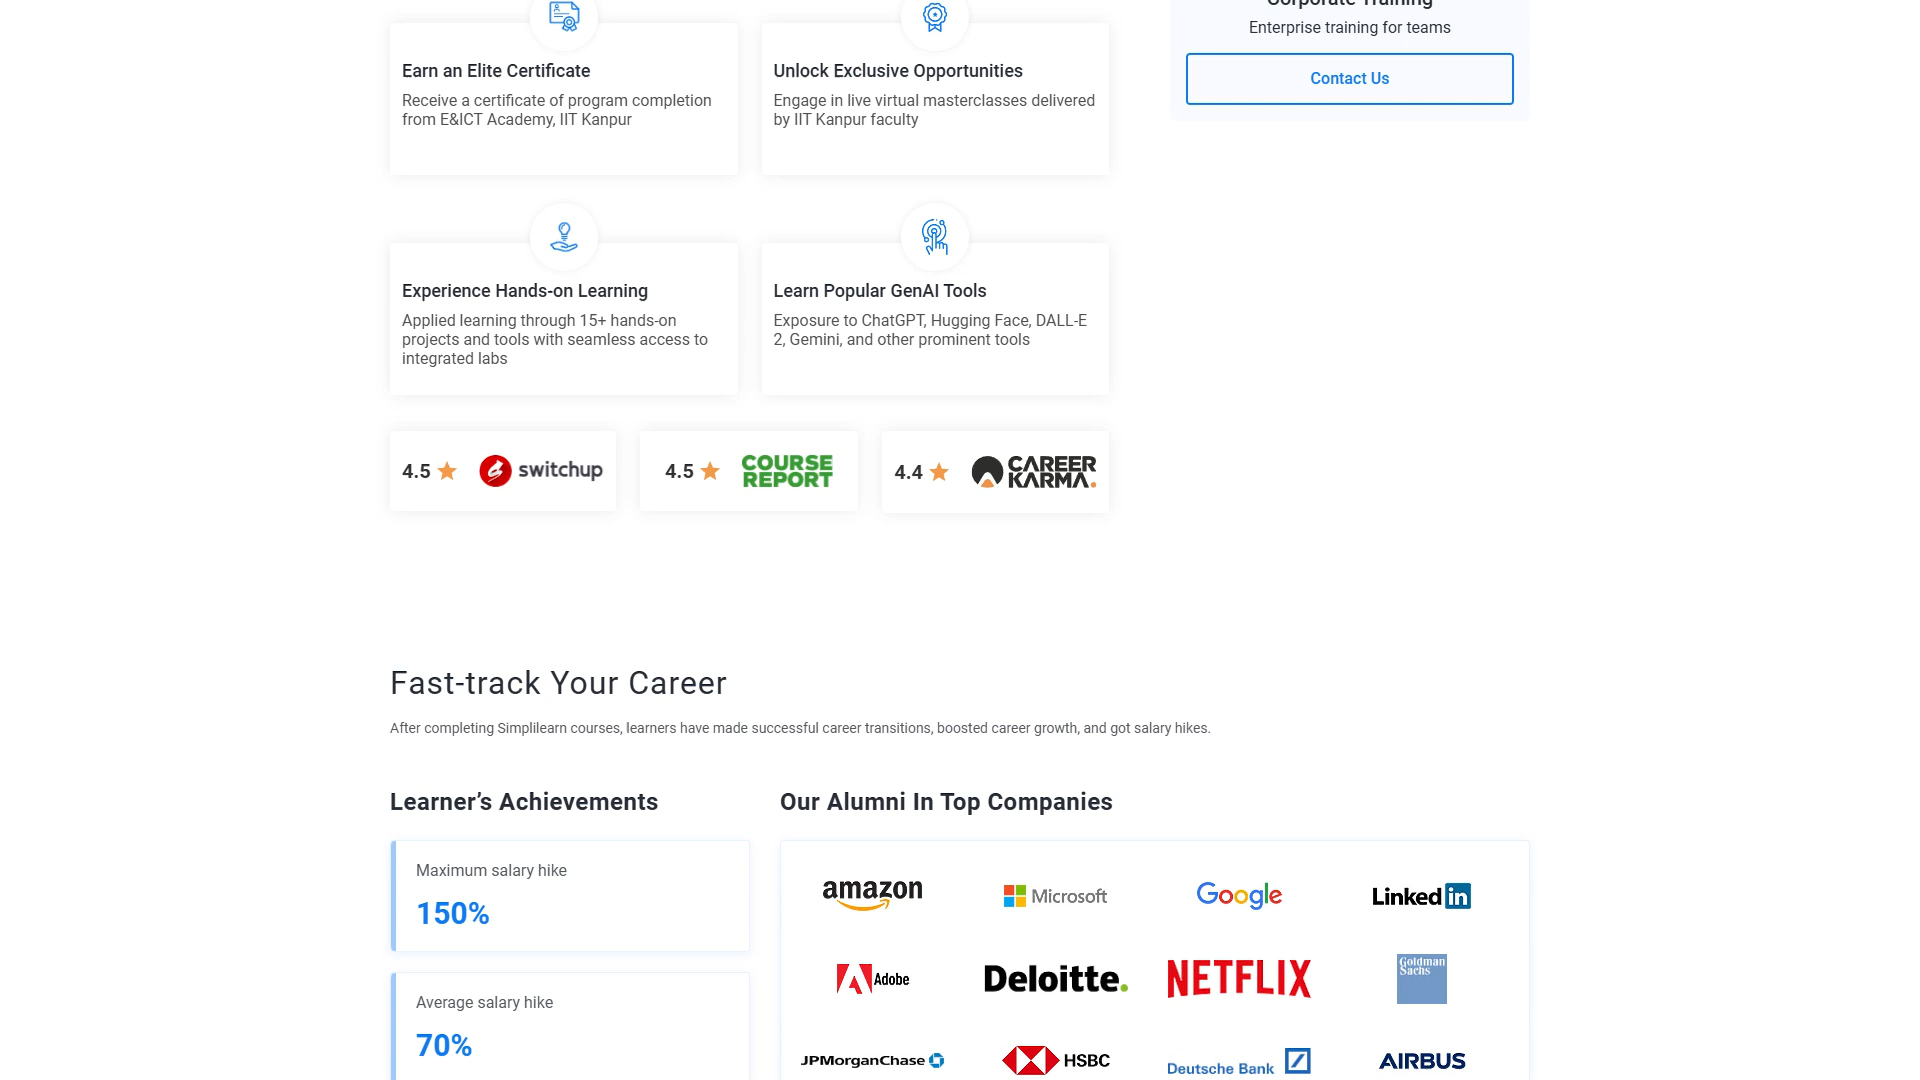 Corporate Training
Enterprise training for teams
Contact Us
Earn an Elite Certificate
Receive a certificate of program completion
from E&ICT Academy, IIT Kanpur
Unlock Exclusive Opportunities
Engage in live virtual masterclasses delivered
by IIT Kanpur faculty
Experience Hands-on Learning
Applied learning through 15+ hands-on
projects and tools with seamless access to
integrated labs
Learn Popular GenAI Tools
Exposure to ChatGPT, Hugging Face, DALL-E
2, Gemini, and other prominent tools
4.5 switchup
4.5 COURSE
REPORT
4.4 CAREER
KARMA.
Fast-track Your Career
After completing Simplilearn courses, learners have made successful career transitions, boosted career growth, and got salary hikes.
Learner’s Achievements
Maximum salary hike
150%
Average salary hike
70%
Our Alumni In Top Companies
amazon Microsoft Google Linked in
Adobe Deloitte. NETFLIX Goldman
Sachs
JPMorganChase HSBC Deutsche Bank AIRBUS